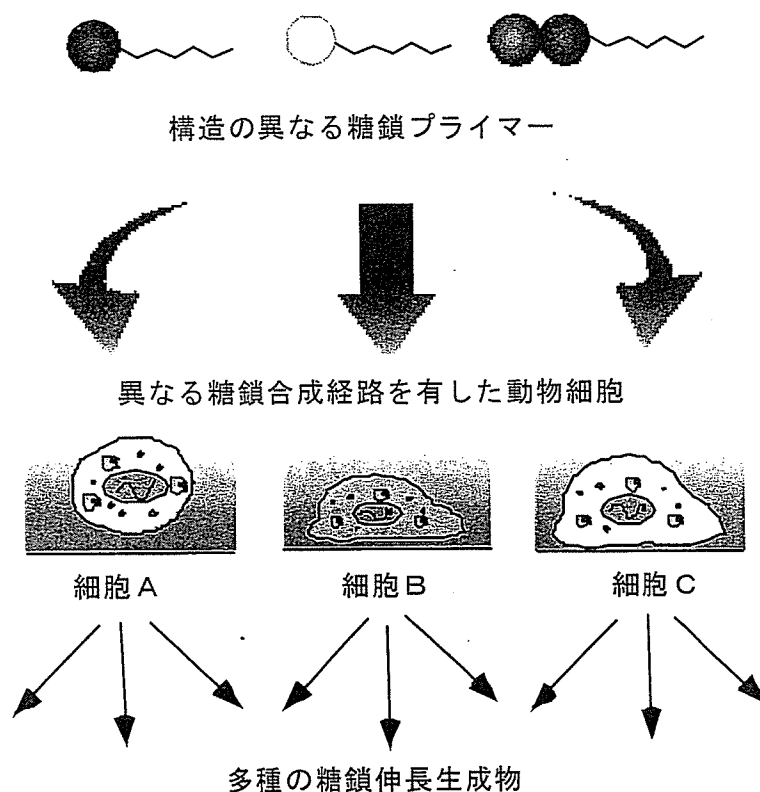 構造の異なる糖鎖プライマー
異なる糖鎖合成経路を有した動物細胞
細胞A 細胞B 細胞C
多種の糖鎖伸長生成物